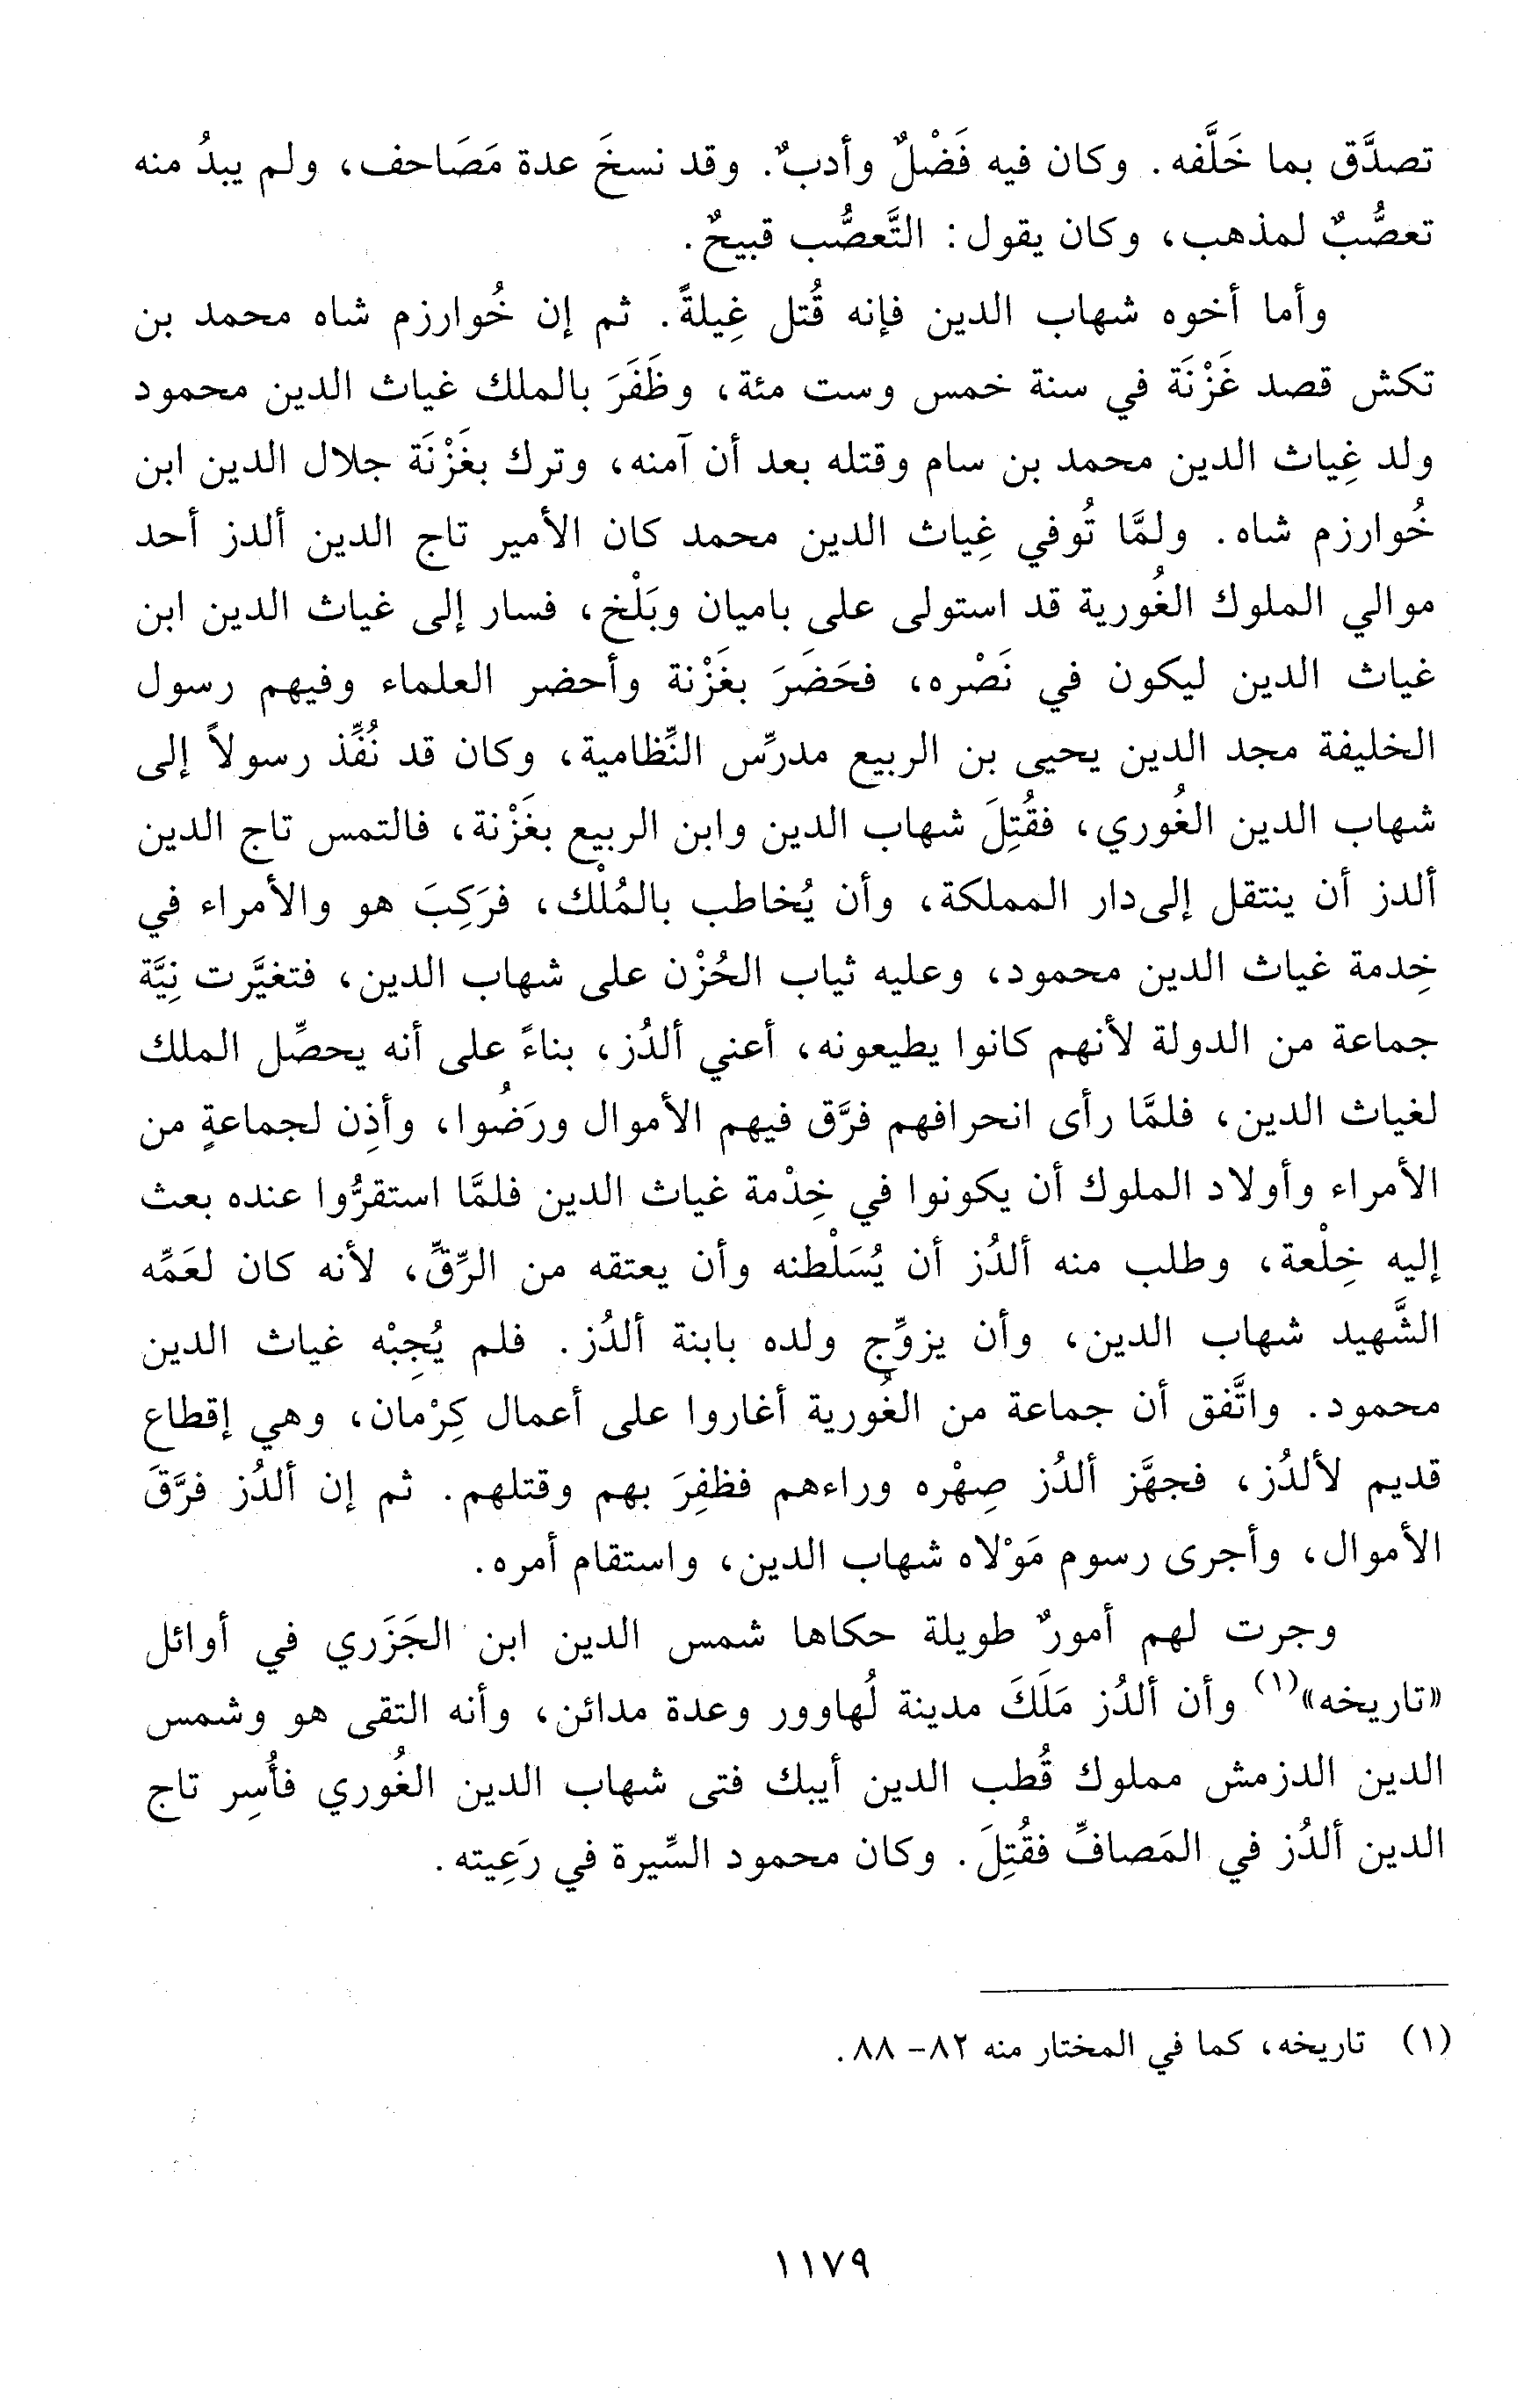 تصدَّق بما خَلَّفه. وكان فيه فَضْلٌ وأدبٌ. وقد نسخَ عدة مَصَاحف، ولم يبدُ منه
تعصُّبٌ لمذهب، وكان يقول: التَّعصُّب قبيحٌ.
وأما أخوه شهاب الدين فإنه قُتل غِيلةً. ثم إن خُوارزم شاه محمد بن
تكش قصد غَزْنَة في سنة خمس وست مئة، وظَفَرَ بالملك غياث الدين محمود
ولد غِياث الدين محمد بن سام وقتله بعد أن آمنه، وترك بغَزْنَة جلال الدين ابن
خُوارزم شاه. ولمَّا تُوفي غِياث الدين محمد كان الأمير تاج الدين ألدز أحد
موالي الملوك الغُورية قد استولى على باميان وبَلْخ، فسار إلى غياث الدين ابن
غياث الدين ليكون في نَصْره، فحَضَرَ بغَزْنة وأحضر العلماء وفيهم رسول
الخليفة مجد الدين يحيى بن الربيع مدرِّس النِّظامية، وكان قد نُفِّذ رسولاً إلى
شهاب الدين الغُوري، فقُتِلَ شهاب الدين وابن الربيع بغَزْنة، فالتمس تاج الدين
ألدز أن ينتقل إلى دار المملكة، وأن يُخاطب بالمُلْك، فرَكِبَ هو والأمراء في
خِدمة غياث الدين محمود، وعليه ثياب الحُزْن على شهاب الدين، فتغيَّرت نِيَّة
جماعة من الدولة لأنهم كانوا يطيعونه، أعني ألدُز، بناءً على أنه يحصِّل الملك
لغياث الدين، فلمَّا رأى انحرافهم فرَّق فيهم الأموال ورَضُوا، وأذِن لجماعةٍ من
الأمراء وأولاد الملوك أن يكونوا في خِدْمة غياث الدين فلمَّا استقرُّوا عنده بعث
إليه خِلْعة، وطلب منه ألدُز أن يُسَلْطنه وأن يعتقه من الرِّقِّ، لأنه كان لعَمِّه
الشَّهيد شهاب الدين، وأن يزوِّج ولده بابنة ألدُز. فلم يُجِبْه غياث الدين
محمود. واتَّفق أن جماعة من الغُورية أغاروا على أعمال كِرْمان، وهي إقطاع
قديم لألدُز، فجهَّز ألدُز صِهْره وراءهم فظفِرَ بهم وقتلهم. ثم إن ألدُز فرَّقَ
الأموال، وأجرى رسوم مَوْلاه شهاب الدين، واستقام أمره.
وجرت لهم أمورٌ طويلة حكاها شمس الدين ابن الجَزَري في أوائل
«تاريخه»(١) وأن ألدُز مَلَكَ مدينة لُهاوور وعدة مدائن، وأنه التقى هو وشمس
الدين الدزمش مملوك قُطب الدين أيبك فتى شهاب الدين الغُوري فأُسِر تاج
الدين ألدُز في المَصافِّ فقُتِلَ. وكان محمود السِّيرة في رَعِيته.
(١) تاريخه، كما في المختار منه ٨٢- ٨٨.
١١٧٩